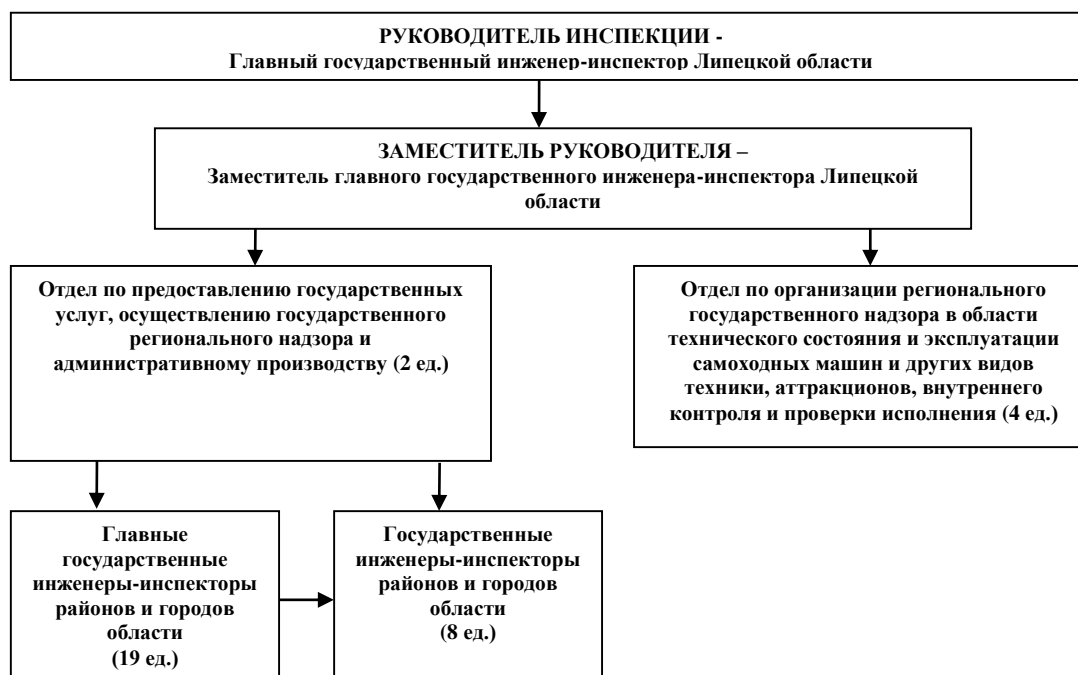 РУКОВОДИТЕЛЬ ИНСПЕКЦИИ -
Главный государственный инженер-инспектор Липецкой области
ЗАМЕСТИТЕЛЬ РУКОВОДИТЕЛЯ –
Заместитель главного государственного инженера-инспектора Липецкой
области
Отдел по предоставлению государственных
услуг, осуществлению государственного
регионального надзора и
административному производству (2 ед.)
Отдел по организации регионального
государственного надзора в области
технического состояния и эксплуатации
самоходных машин и других видов
техники, аттракционов, внутреннего
контроля и проверки исполнения (4 ед.)
Главные
государственные
инженеры-инспекторы
районов и городов
области
(19 ед.)
Государственные
инженеры-инспекторы
районов и городов
области
(8 ед.)